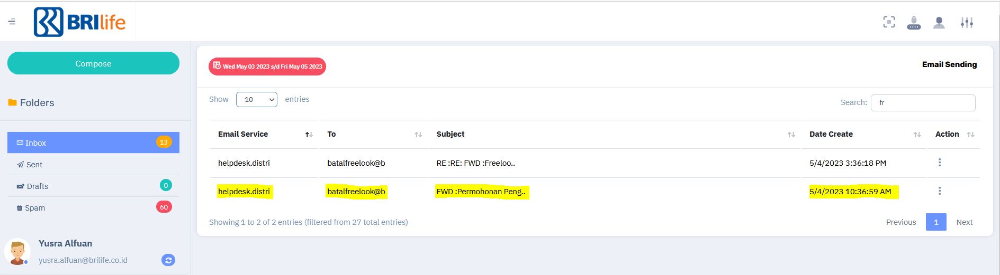 BRIlife
Compose
Wed May 03 2023 s/d Fri May 05 2023
Email Sending
Folders
Show 10 entries
Search: fr
Email Service To Subject Date Create Action
Inbox 13
Sent
Drafts 0
Spam 60
helpdesk.distri batalfreelook@b RE :RE: FWD :Freeloo.. 5/4/2023 3:36:18 PM
helpdesk.distri batalfreelook@b FWD :Permohonan Peng.. 5/4/2023 10:36:59 AM
Showing 1 to 2 of 2 entries (filtered from 27 total entries)
Previous 1 Next
Yusra Alfuan
yusra.alfuan@brilife.co.id